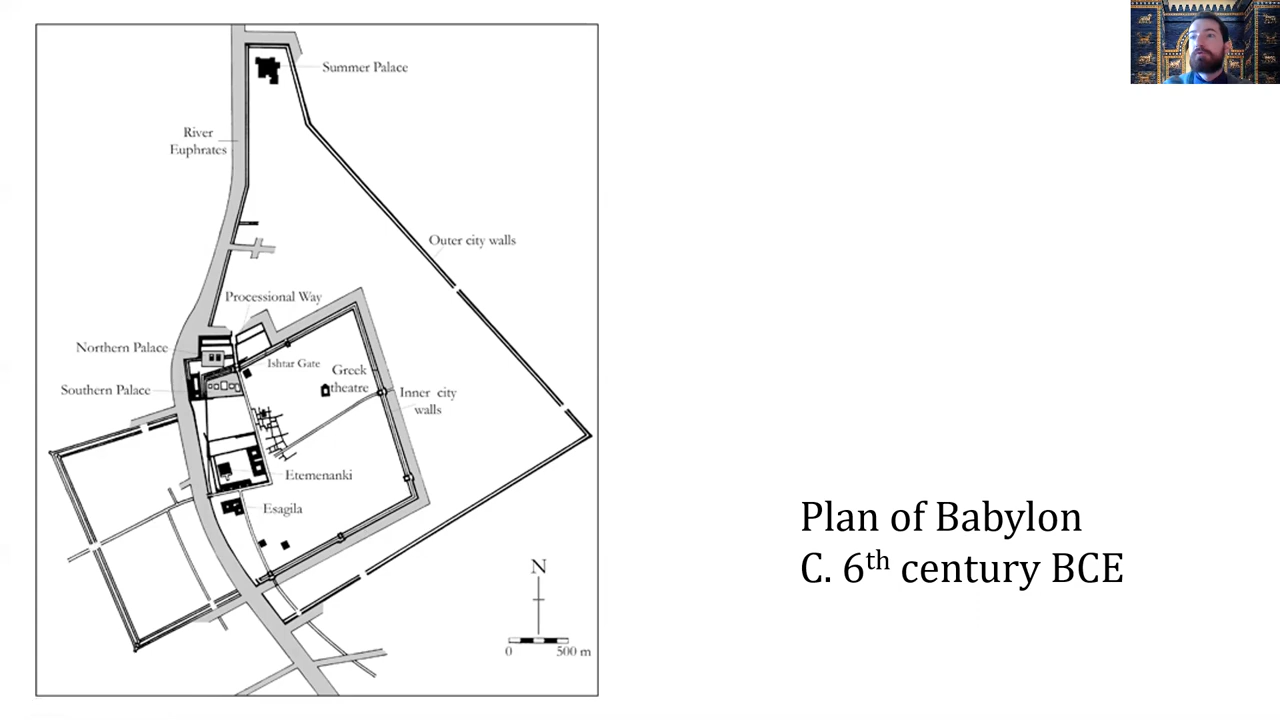 Summer Palace
River
Euphrates
Outer city walls
Processional Way
Northern Palace
Ishtar Gate
Greek
theatre
Southern Palace
Inner city
walls
Etemenanki
Esagila
N
0 500 m
Plan of Babylon
C. 6th century BCE